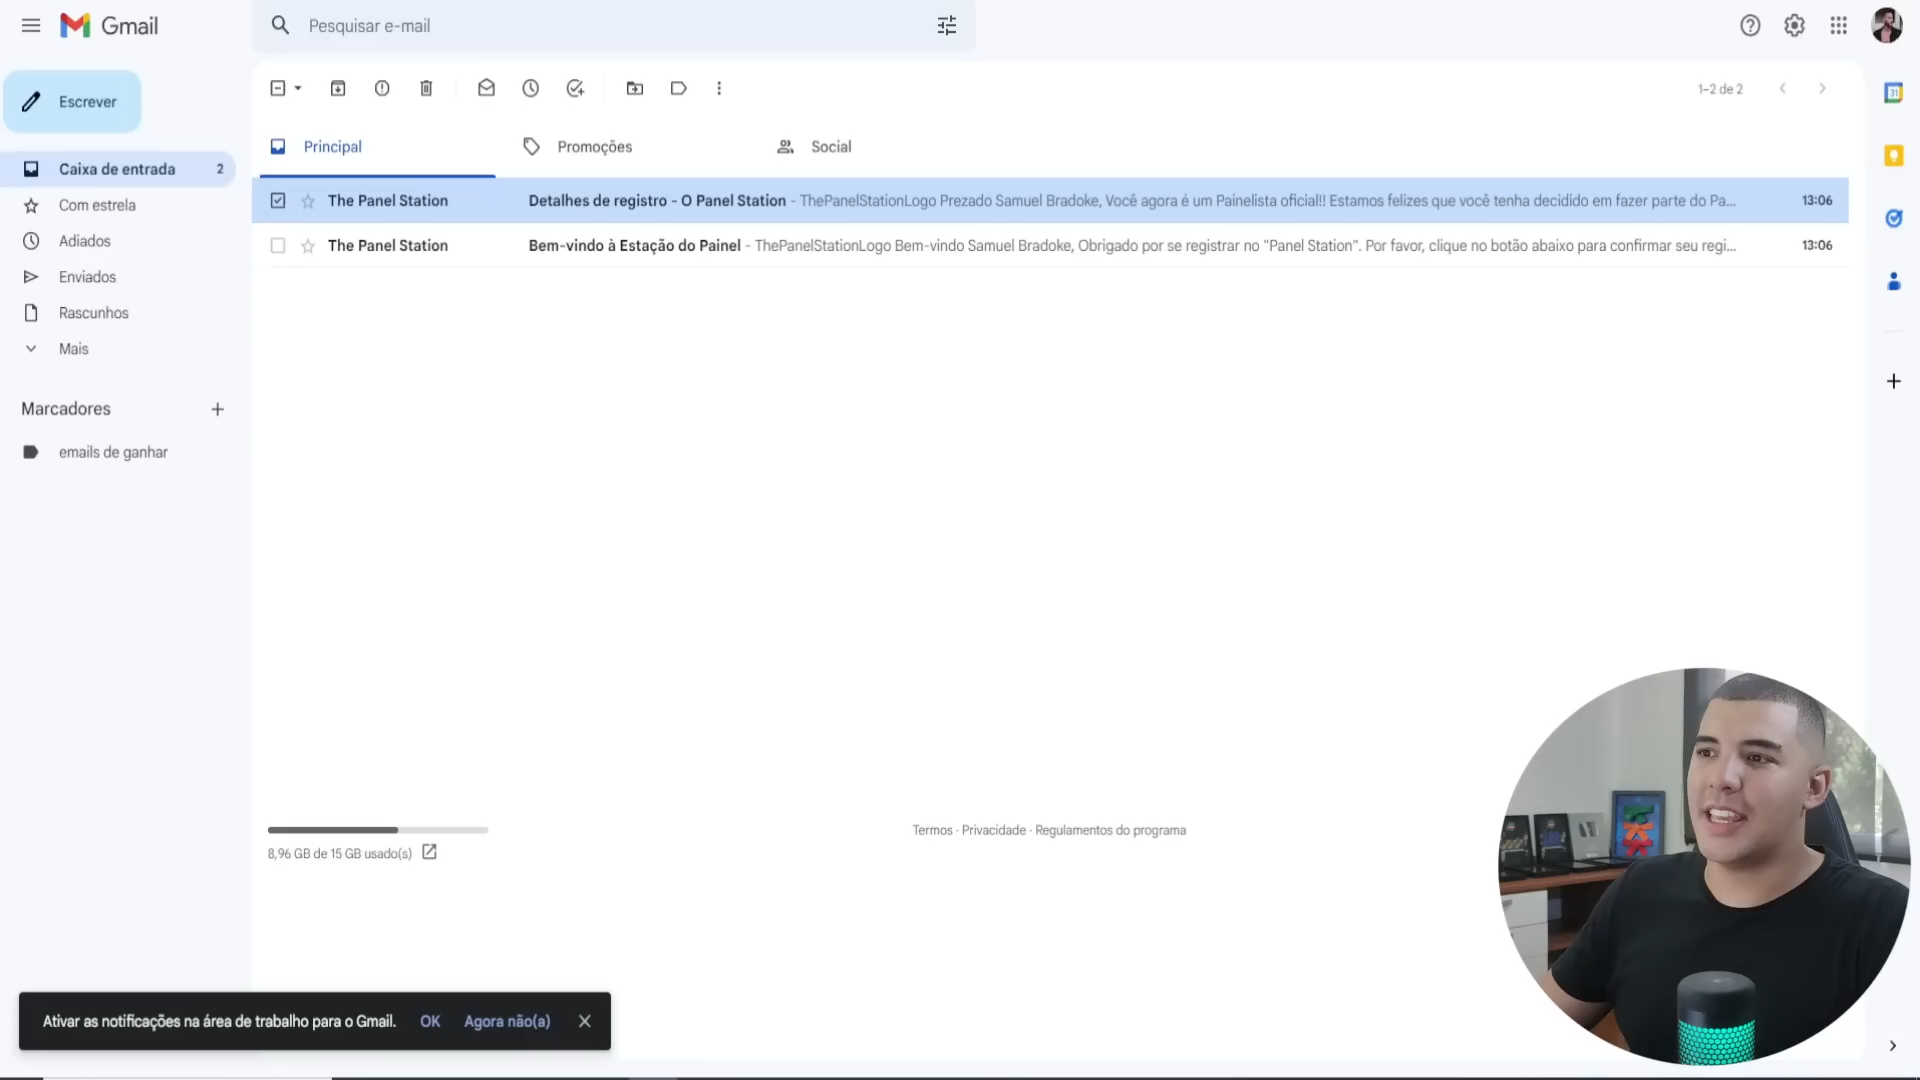 Gmail
Pesquisar e-mail
Escrever
1–2 de 2
Principal
Promoções
Social
Caixa de entrada 2
Com estrela
Adiados
Enviados
Rascunhos
Mais
Marcadores
emails de ganhar
The Panel Station Detalhes de registro - O Panel Station - ThePanelStationLogo Prezado Samuel Bradoke, Você agora é um Painelista oficial!! Estamos felizes que você tenha decidido em fazer parte do Pa... 13:06
The Panel Station Bem-vindo à Estação do Painel - ThePanelStationLogo Bem-vindo Samuel Bradoke, Obrigado por se registrar no "Panel Station". Por favor, clique no botão abaixo para confirmar seu regi... 13:06
31
8,96 GB de 15 GB usado(s)
Termos · Privacidade · Regulamentos do programa
Ativar as notificações na área de trabalho para o Gmail. OK Agora não(a)